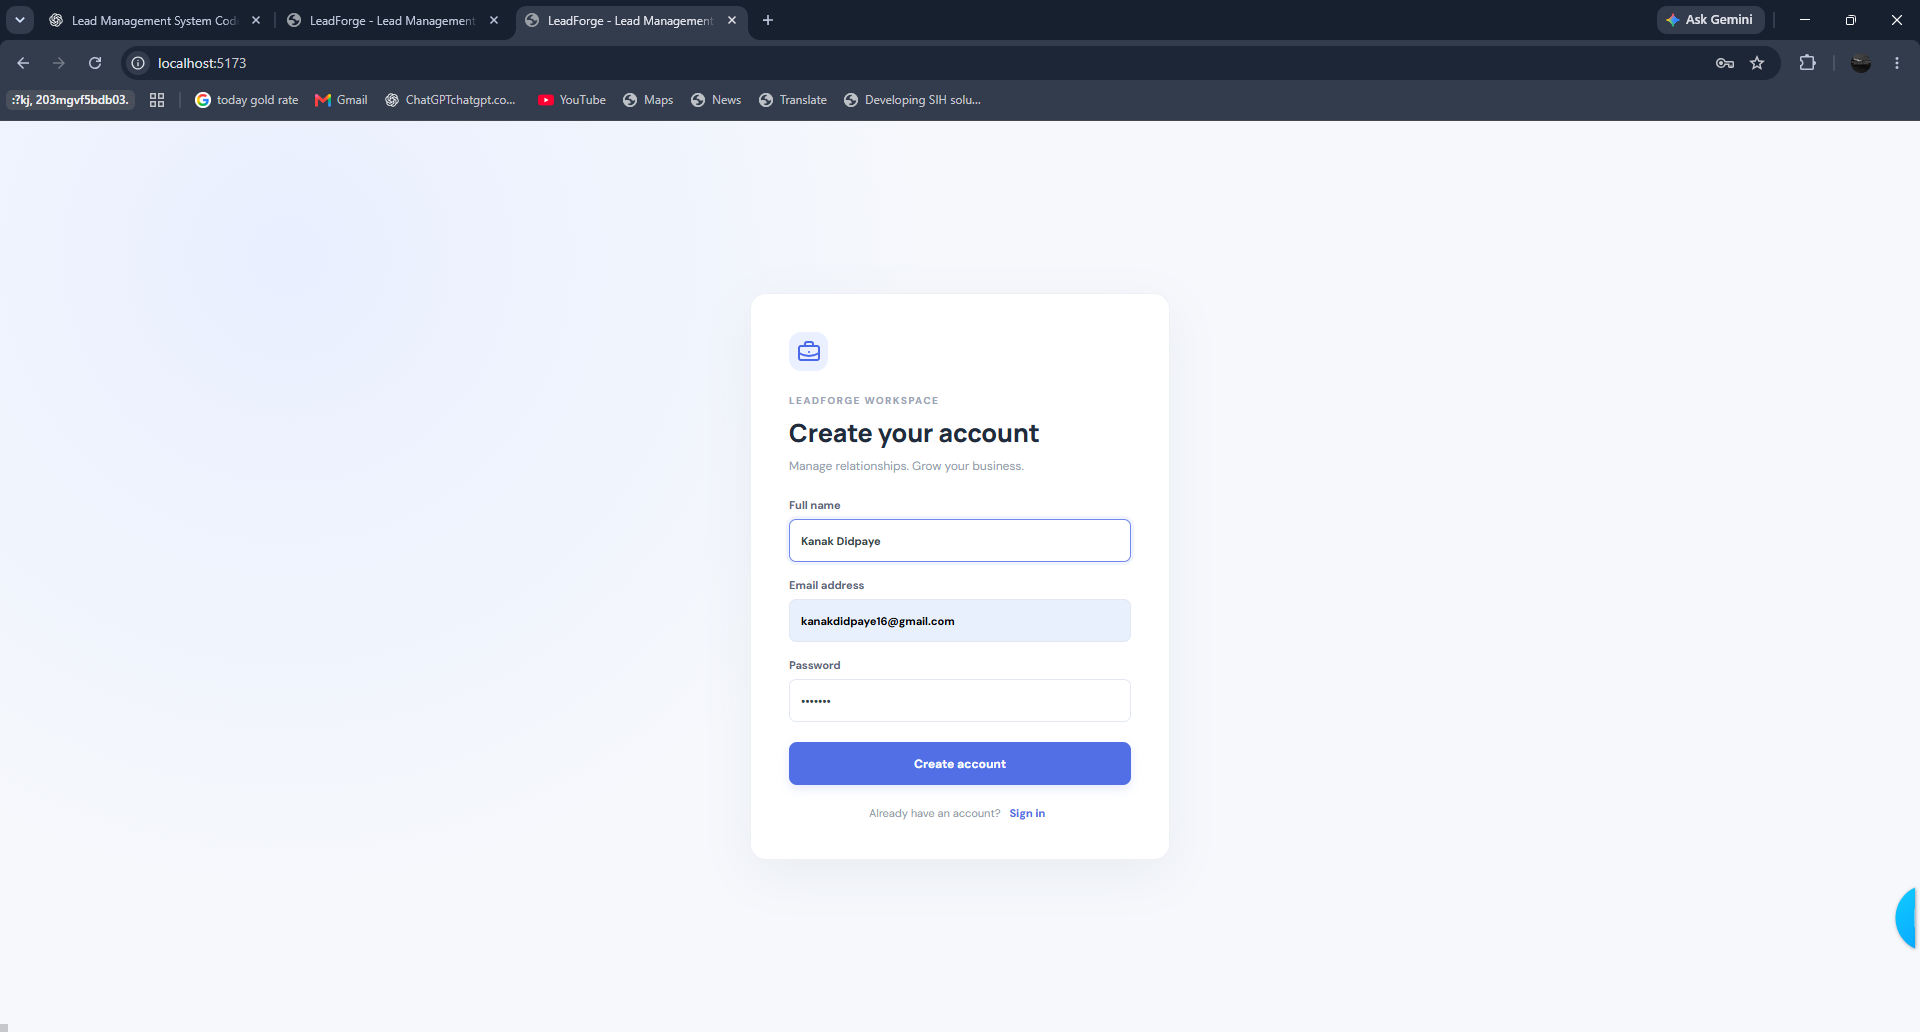 Lead Management System Cod
LeadForge - Lead Management
LeadForge - Lead Management
Ask Gemini
localhost:5173
:?kj, 203mgvf5bdb03.
today gold rate
Gmail
ChatGPTchatgpt.co...
YouTube
Maps
News
Translate
Developing SIH solu...
LEADFORGE WORKSPACE
Create your account
Manage relationships. Grow your business.
Full name
Kanak Didpaye
Email address
kanakdidpaye16@gmail.com
Password
•••••••
Create account
Already have an account? Sign in